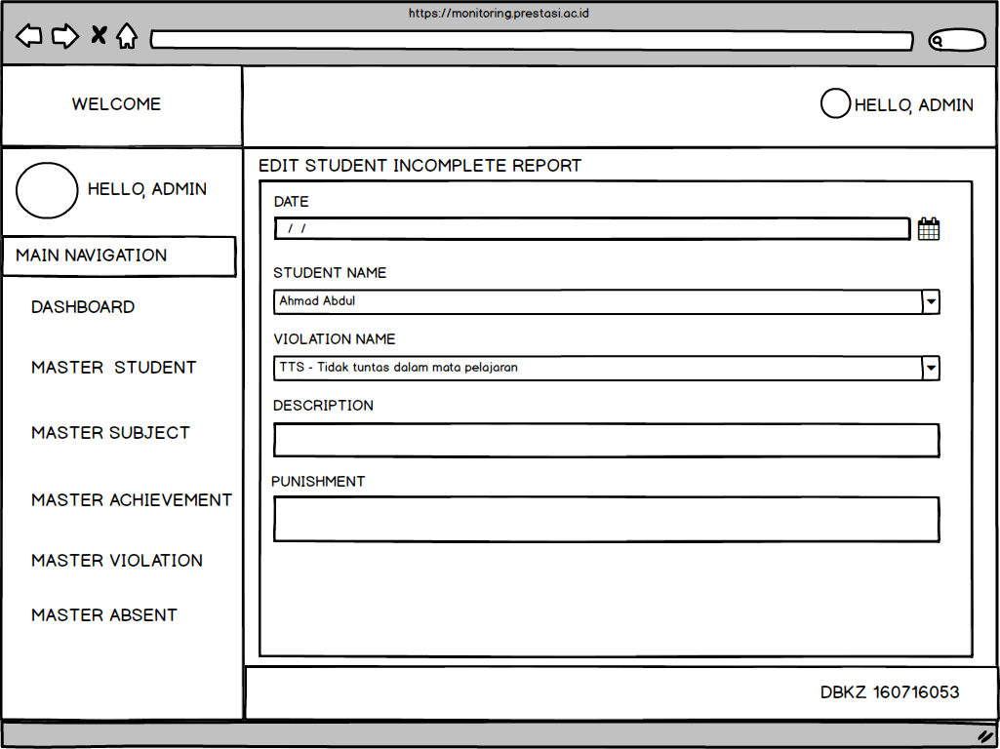 https://monitoring.prestasi.ac.id
WELCOME
HELLO, ADMIN
HELLO, ADMIN
MAIN NAVIGATION
DASHBOARD
MASTER STUDENT
MASTER SUBJECT
MASTER ACHIEVEMENT
MASTER VIOLATION
MASTER ABSENT
EDIT STUDENT INCOMPLETE REPORT
DATE
/ /
STUDENT NAME
Ahmad Abdul
VIOLATION NAME
TTS - Tidak tuntas dalam mata pelajaran
DESCRIPTION
PUNISHMENT
DBKZ 160716053